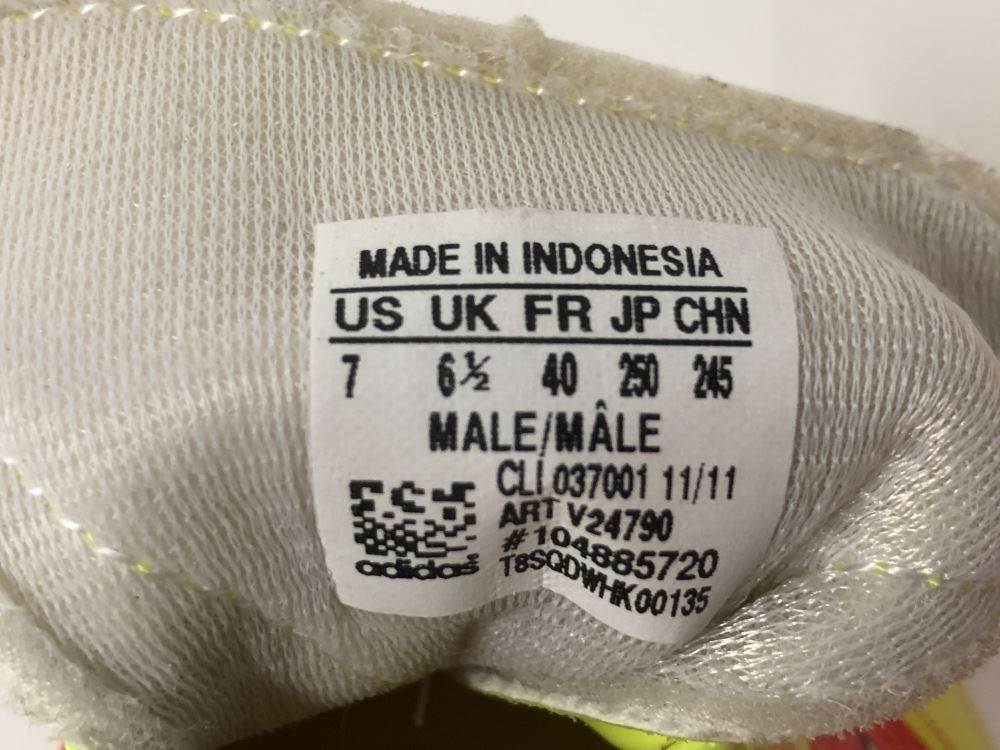 MADE IN INDONESIA
US UK FR JP CHN
7 6½ 40 250 245
MALE/MÂLE
CLI 037001 11/11
ART V24790
# 104885720
T8SQDWHK00135
adidas